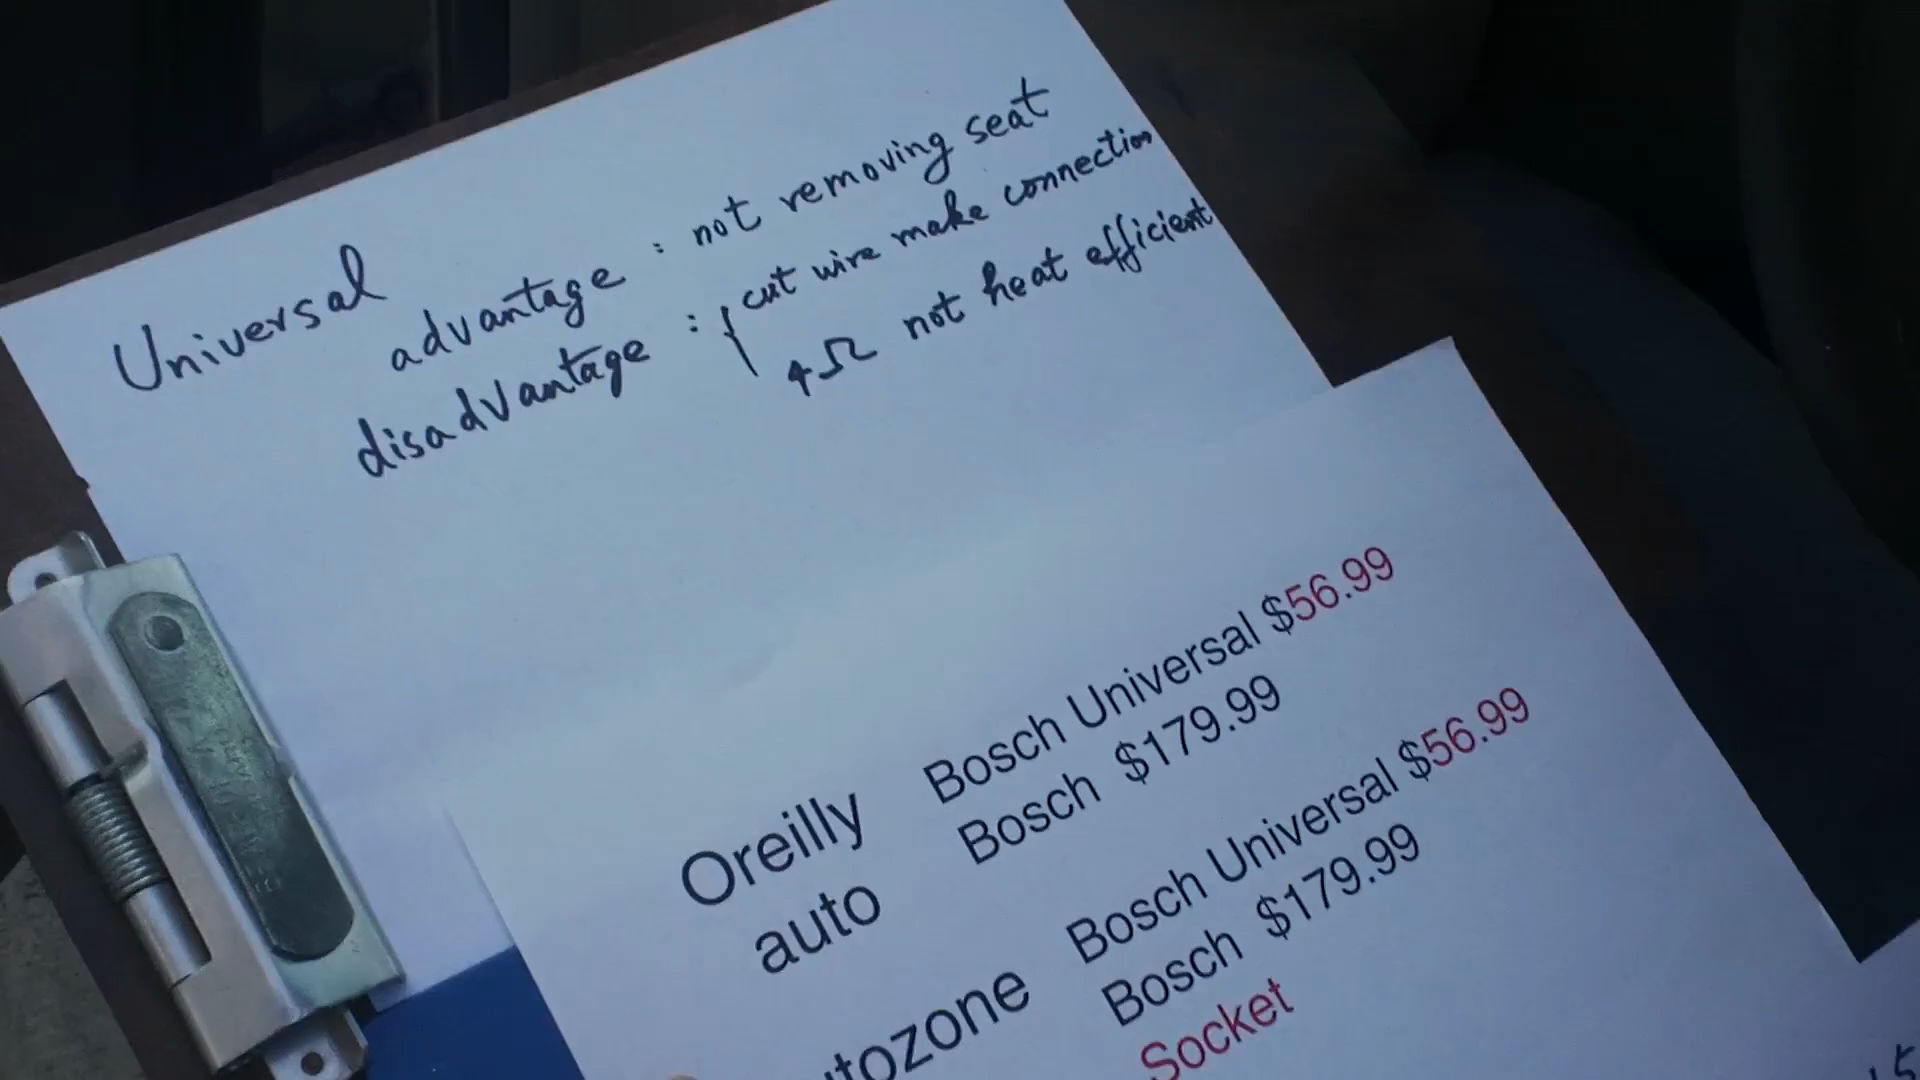 Universal
advantage : not removing seat
disadvantage : { cut wire make connection
4Ω not heat efficient
Oreilly auto
Bosch Universal $56.99
Bosch $179.99
tozone
Bosch Universal $56.99
Bosch $179.99
Socket